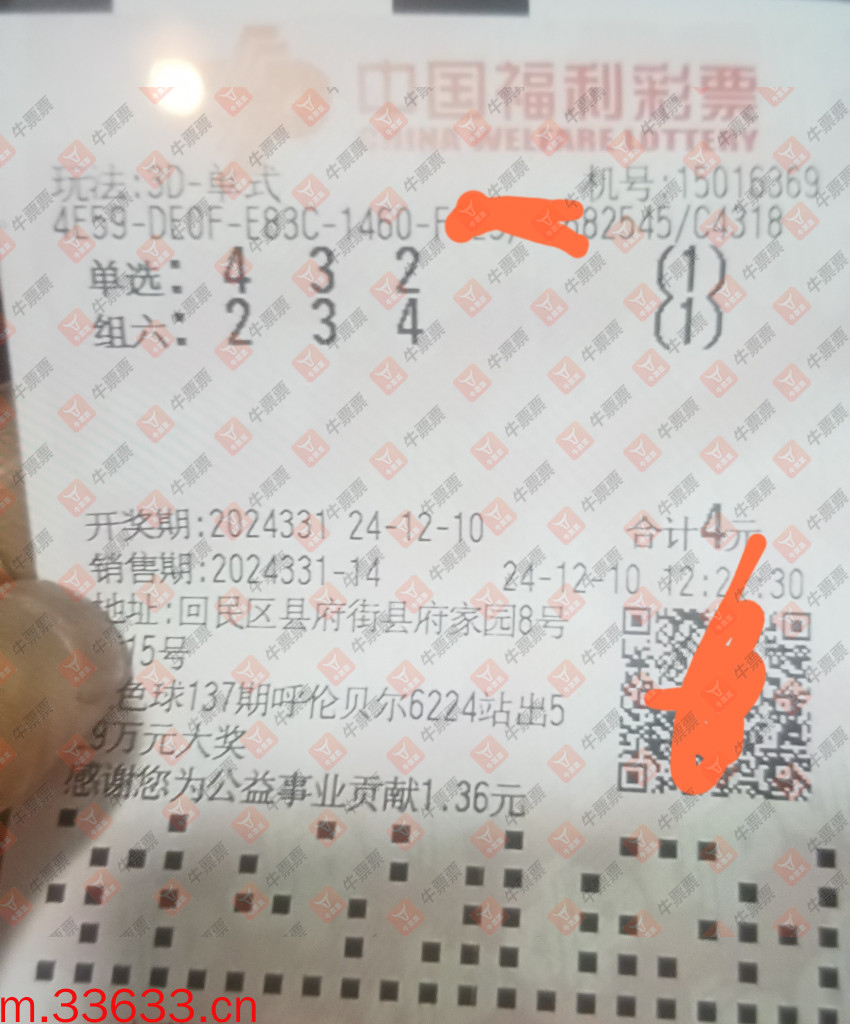 中国福利彩票
CHINA WELFARE LOTTERY
玩法:3D-单式 机号:15016369
4E59-DE0F-E83C-1460- 82545/C4318
单选: 4 3 2 (1)
组六: 2 3 4 (1)
开奖期:2024331 24-12-10 合计4元
销售期:2024331-14 24-12-10 12:2 :30
地址:回民区县府街县府家园8号
15号
色球137期呼伦贝尔6224站出5
9万元大奖
感谢您为公益事业贡献1.36元
牛票票
m.33633.cn